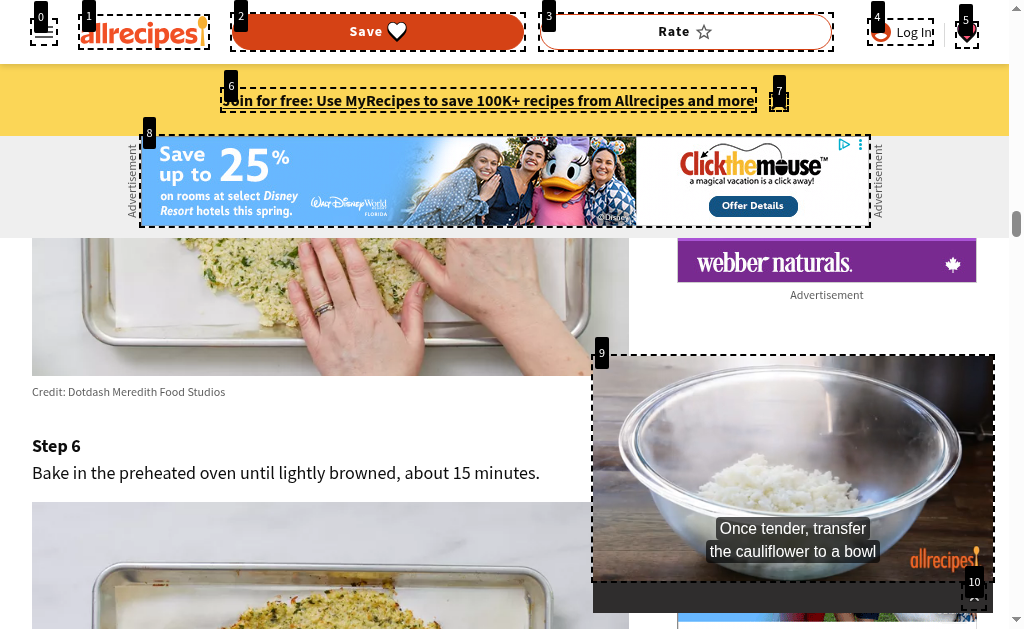 0
1
2
3
4
5
allrecipes
Save
Rate
Log In
6
7
Join for free: Use MyRecipes to save 100K+ recipes from Allrecipes and more
8
Advertisement
Save
up to 25%
on rooms at select Disney
Resort hotels this spring.
Walt Disney World
FLORIDA
©Disney
Clickthemouse™
a magical vacation is a click away!
Offer Details
Advertisement
webber naturals.
Advertisement
9
Credit: Dotdash Meredith Food Studios
Step 6
Bake in the preheated oven until lightly browned, about 15 minutes.
Once tender, transfer
the cauliflower to a bowl
allrecipes
10